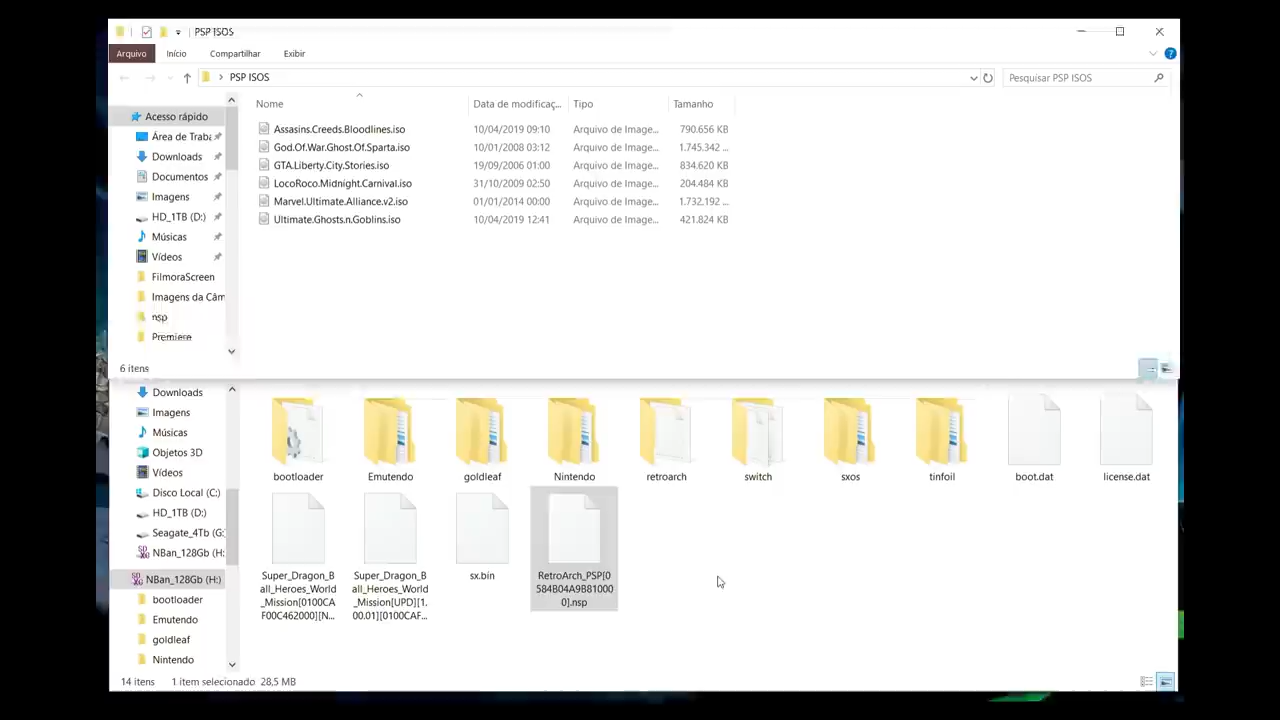 PSP ISOS
Arquivo Início Compartilhar Exibir
PSP ISOS Pesquisar PSP ISOS
Nome Data de modificaç... Tipo Tamanho
Acesso rápido
Área de Traba
Downloads
Documentos
Imagens
HD_1TB (D:)
Músicas
Vídeos
FilmoraScreen
Imagens da Câm
nsp
Premiere
Assasins.Creeds.Bloodlines.iso 10/04/2019 09:10 Arquivo de Image... 790.656 KB
God.Of.War.Ghost.Of.Sparta.iso 10/01/2008 03:12 Arquivo de Image... 1.745.342 ...
GTA.Liberty.City.Stories.iso 19/09/2006 01:00 Arquivo de Image... 834.620 KB
LocoRoco.Midnight.Carnival.iso 31/10/2009 02:50 Arquivo de Image... 204.484 KB
Marvel.Ultimate.Alliance.v2.iso 01/01/2014 00:00 Arquivo de Image... 1.732.192 ...
Ultimate.Ghosts.n.Goblins.iso 10/04/2019 12:41 Arquivo de Image... 421.824 KB
6 itens
Downloads
Imagens
Músicas
Objetos 3D
Vídeos
Disco Local (C:)
HD_1TB (D:)
Seagate_4Tb (G:
NBan_128Gb (H:
NBan_128Gb (H:)
bootloader
Emutendo
goldleaf
Nintendo
bootloader Emutendo goldleaf Nintendo retroarch switch sxos tinfoil boot.dat license.dat
Super_Dragon_B
all_Heroes_World
_Mission[0100CA
F00C462000][N...
Super_Dragon_B
all_Heroes_World
_Mission[UPD][1.
00.01][0100CAF...
sx.bin
RetroArch_PSP[0
584B04A9B81000
0].nsp
14 itens 1 item selecionado 28,5 MB